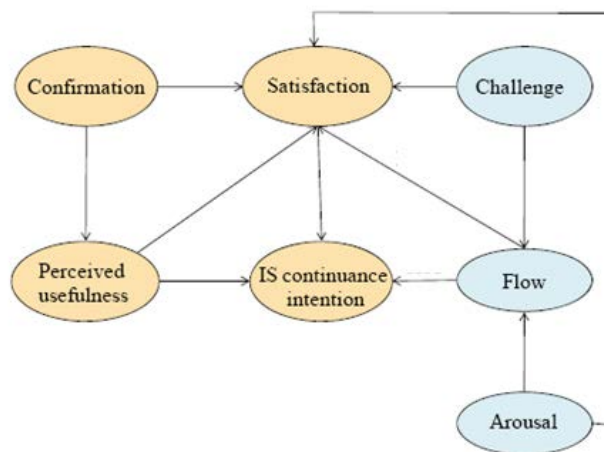 Confirmation
Satisfaction
Challenge
Perceived
usefulness
IS continuance
intention
Flow
Arousal